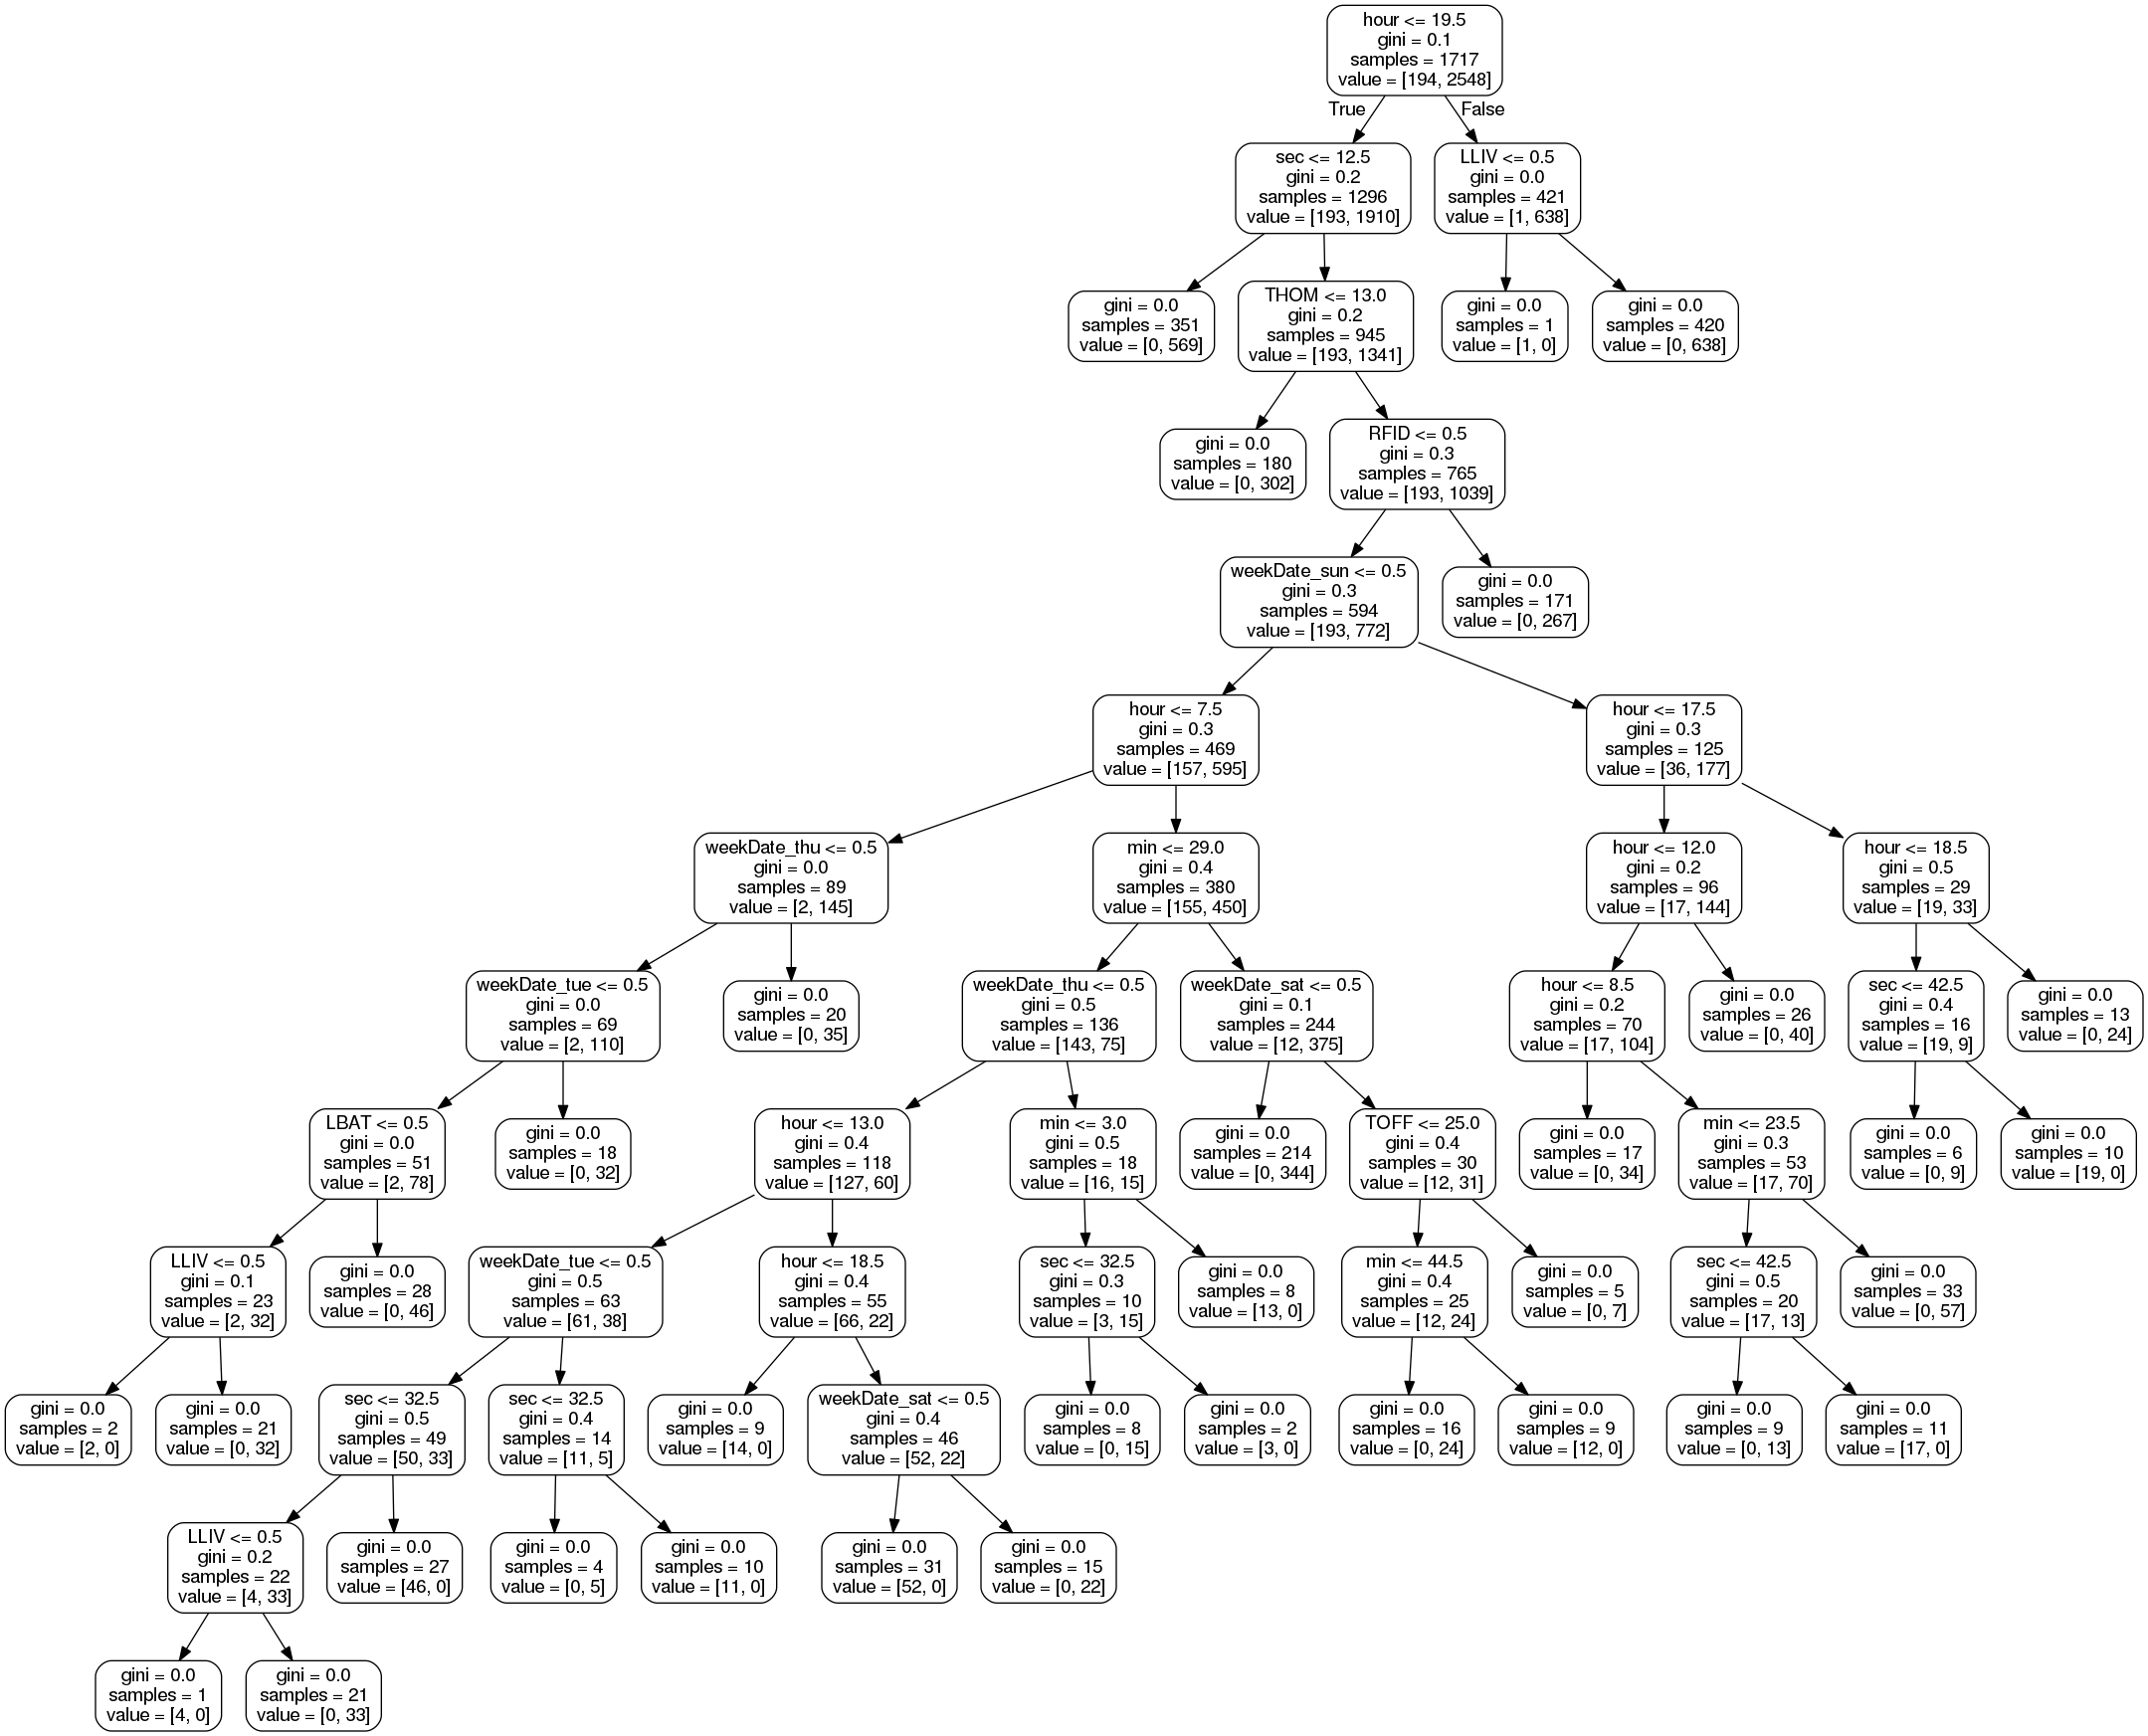 hour <= 19.5
gini = 0.1
samples = 1717
value = [194, 2548]
True
False
sec <= 12.5
gini = 0.2
samples = 1296
value = [193, 1910]
LLIV <= 0.5
gini = 0.0
samples = 421
value = [1, 638]
gini = 0.0
samples = 351
value = [0, 569]
THOM <= 13.0
gini = 0.2
samples = 945
value = [193, 1341]
gini = 0.0
samples = 1
value = [1, 0]
gini = 0.0
samples = 420
value = [0, 638]
gini = 0.0
samples = 180
value = [0, 302]
RFID <= 0.5
gini = 0.3
samples = 765
value = [193, 1039]
weekDate_sun <= 0.5
gini = 0.3
samples = 594
value = [193, 772]
gini = 0.0
samples = 171
value = [0, 267]
hour <= 7.5
gini = 0.3
samples = 469
value = [157, 595]
hour <= 17.5
gini = 0.3
samples = 125
value = [36, 177]
weekDate_thu <= 0.5
gini = 0.0
samples = 89
value = [2, 145]
min <= 29.0
gini = 0.4
samples = 380
value = [155, 450]
hour <= 12.0
gini = 0.2
samples = 96
value = [17, 144]
hour <= 18.5
gini = 0.5
samples = 29
value = [19, 33]
weekDate_tue <= 0.5
gini = 0.0
samples = 69
value = [2, 110]
gini = 0.0
samples = 20
value = [0, 35]
weekDate_thu <= 0.5
gini = 0.5
samples = 136
value = [143, 75]
weekDate_sat <= 0.5
gini = 0.1
samples = 244
value = [12, 375]
hour <= 8.5
gini = 0.2
samples = 70
value = [17, 104]
gini = 0.0
samples = 26
value = [0, 40]
sec <= 42.5
gini = 0.4
samples = 16
value = [19, 9]
gini = 0.0
samples = 13
value = [0, 24]
LBAT <= 0.5
gini = 0.0
samples = 51
value = [2, 78]
gini = 0.0
samples = 18
value = [0, 32]
hour <= 13.0
gini = 0.4
samples = 118
value = [127, 60]
min <= 3.0
gini = 0.5
samples = 18
value = [16, 15]
gini = 0.0
samples = 214
value = [0, 344]
TOFF <= 25.0
gini = 0.4
samples = 30
value = [12, 31]
gini = 0.0
samples = 17
value = [0, 34]
min <= 23.5
gini = 0.3
samples = 53
value = [17, 70]
gini = 0.0
samples = 6
value = [0, 9]
gini = 0.0
samples = 10
value = [19, 0]
LLIV <= 0.5
gini = 0.1
samples = 23
value = [2, 32]
gini = 0.0
samples = 28
value = [0, 46]
weekDate_tue <= 0.5
gini = 0.5
samples = 63
value = [61, 38]
hour <= 18.5
gini = 0.4
samples = 55
value = [66, 22]
sec <= 32.5
gini = 0.3
samples = 10
value = [3, 15]
gini = 0.0
samples = 8
value = [13, 0]
min <= 44.5
gini = 0.4
samples = 25
value = [12, 24]
gini = 0.0
samples = 5
value = [0, 7]
sec <= 42.5
gini = 0.5
samples = 20
value = [17, 13]
gini = 0.0
samples = 33
value = [0, 57]
gini = 0.0
samples = 2
value = [2, 0]
gini = 0.0
samples = 21
value = [0, 32]
sec <= 32.5
gini = 0.5
samples = 49
value = [50, 33]
sec <= 32.5
gini = 0.4
samples = 14
value = [11, 5]
gini = 0.0
samples = 9
value = [14, 0]
weekDate_sat <= 0.5
gini = 0.4
samples = 46
value = [52, 22]
gini = 0.0
samples = 8
value = [0, 15]
gini = 0.0
samples = 2
value = [3, 0]
gini = 0.0
samples = 16
value = [0, 24]
gini = 0.0
samples = 9
value = [12, 0]
gini = 0.0
samples = 9
value = [0, 13]
gini = 0.0
samples = 11
value = [17, 0]
LLIV <= 0.5
gini = 0.2
samples = 22
value = [4, 33]
gini = 0.0
samples = 27
value = [46, 0]
gini = 0.0
samples = 4
value = [0, 5]
gini = 0.0
samples = 10
value = [11, 0]
gini = 0.0
samples = 31
value = [52, 0]
gini = 0.0
samples = 15
value = [0, 22]
gini = 0.0
samples = 1
value = [4, 0]
gini = 0.0
samples = 21
value = [0, 33]